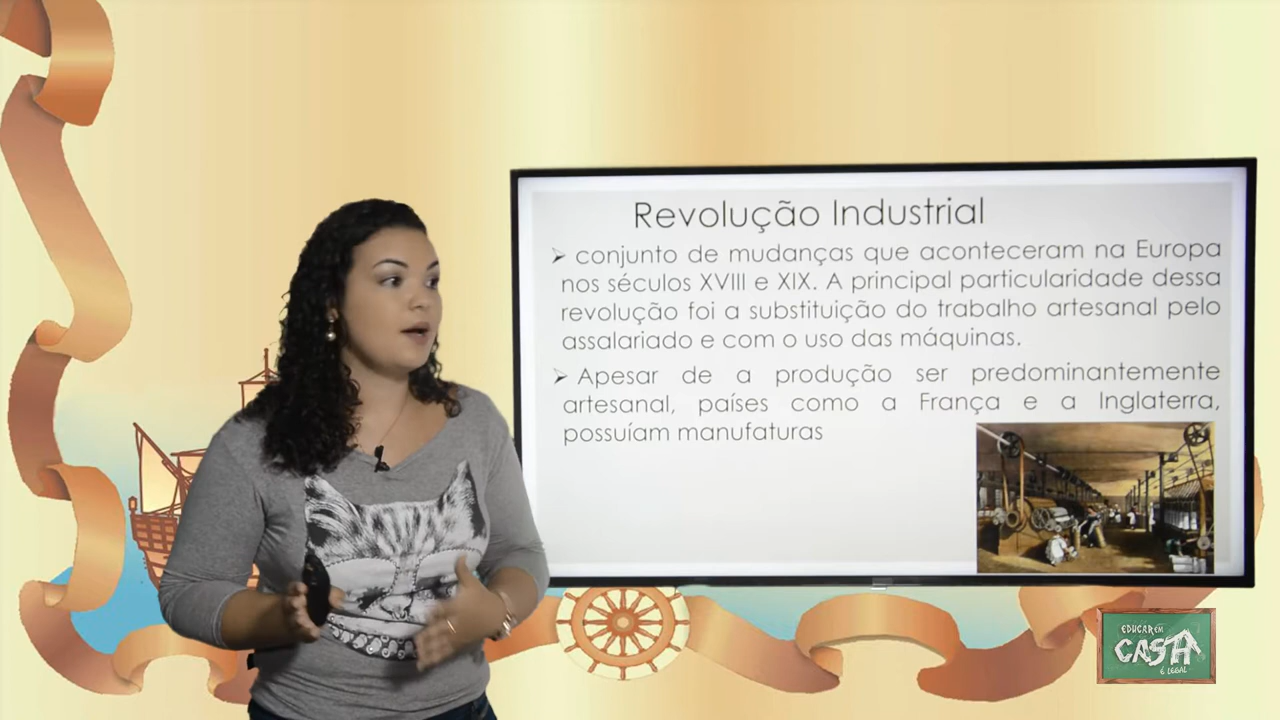 Revolução Industrial
➢ conjunto de mudanças que aconteceram na Europa
nos séculos XVIII e XIX. A principal particularidade dessa
revolução foi a substituição do trabalho artesanal pelo
assalariado e com o uso das máquinas.
➢ Apesar de a produção ser predominantemente
artesanal, países como a França e a Inglaterra,
possuíam manufaturas
EDUCAR EM
CASA
É LEGAL